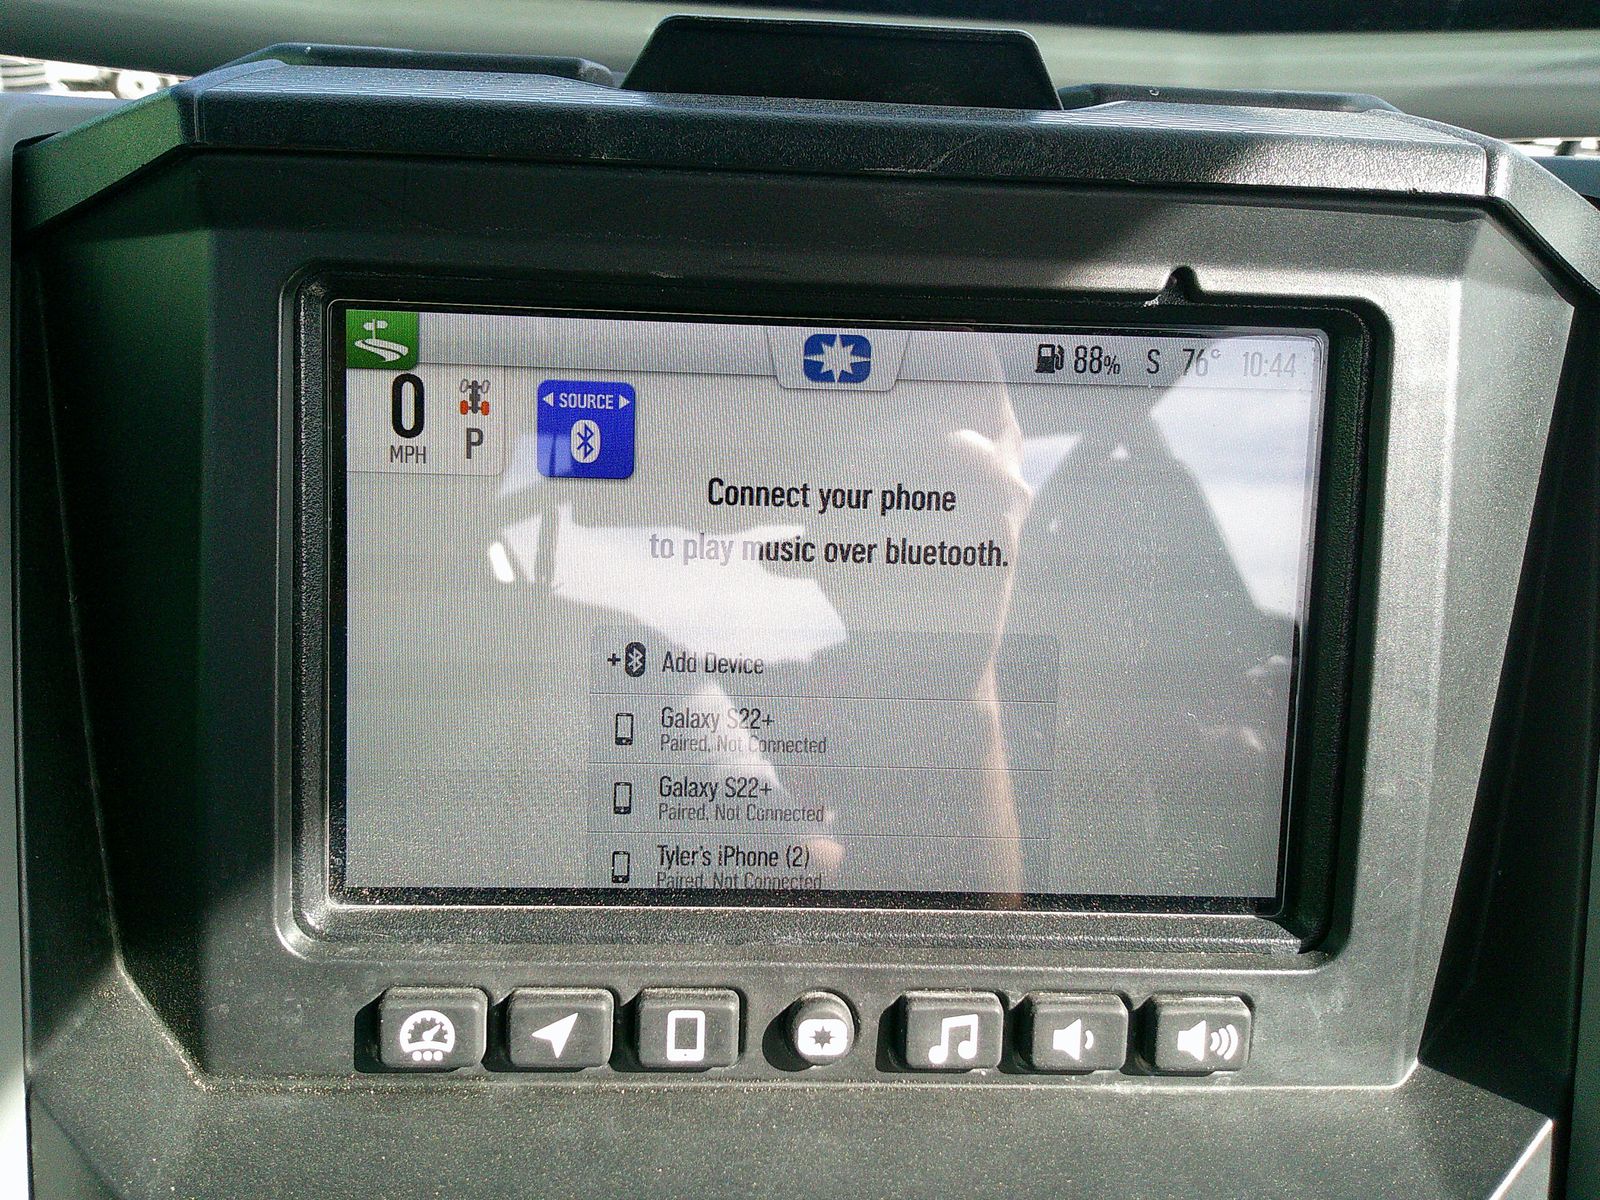 88%
S
76°
10:44
0
MPH
P
SOURCE
Connect your phone
to play music over bluetooth.
Add Device
Galaxy S22+
Paired, Not Connected
Galaxy S22+
Paired, Not Connected
Tyler's iPhone (2)
Paired, Not Connected